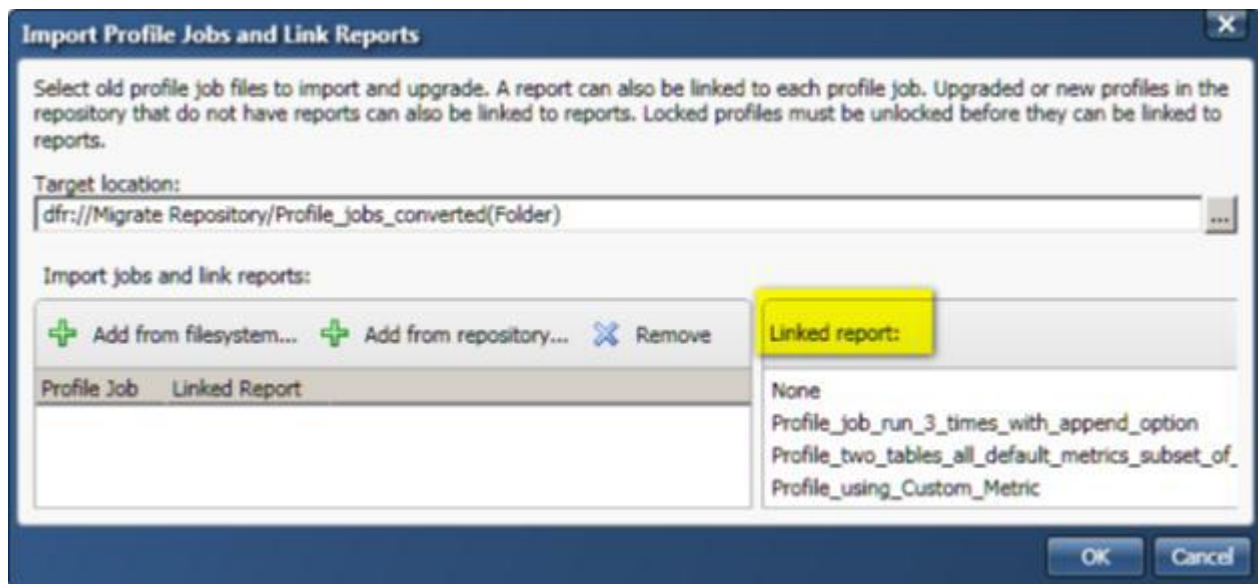 Import Profile Jobs and Link Reports
Select old profile job files to import and upgrade. A report can also be linked to each profile job. Upgraded or new profiles in the
repository that do not have reports can also be linked to reports. Locked profiles must be unlocked before they can be linked to
reports.
Target location:
dfr://Migrate Repository/Profile_jobs_converted(Folder)
...
Import jobs and link reports:
Add from filesystem... Add from repository... Remove
Profile Job Linked Report
Linked report:
None
Profile_job_run_3_times_with_append_option
Profile_two_tables_all_default_metrics_subset_of_
Profile_using_Custom_Metric
OK Cancel